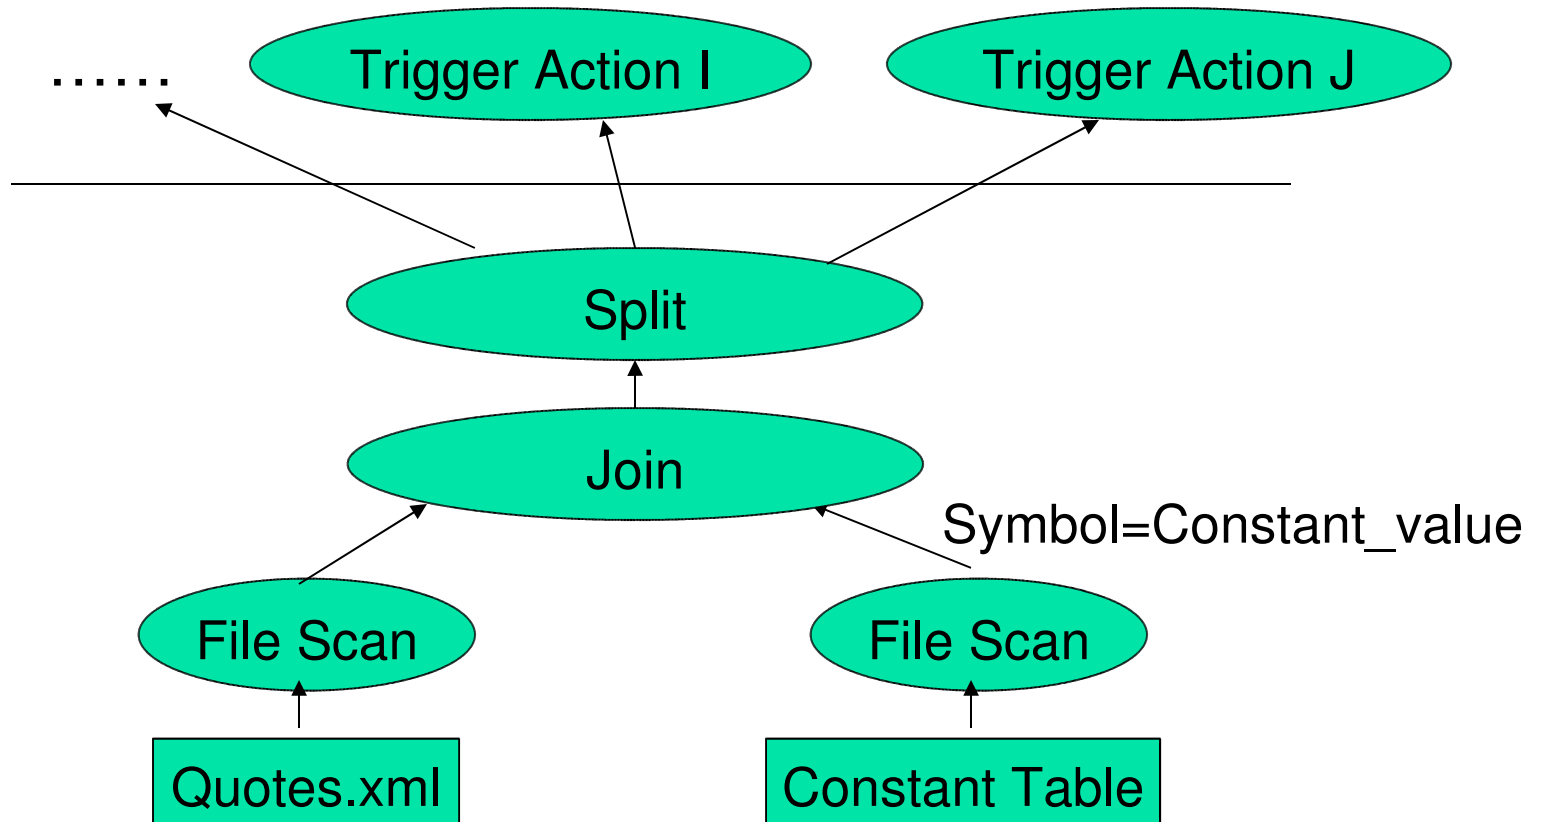 ......
Trigger Action I
Trigger Action J
Split
Join
Symbol=Constant_value
File Scan
File Scan
Quotes.xml
Constant Table